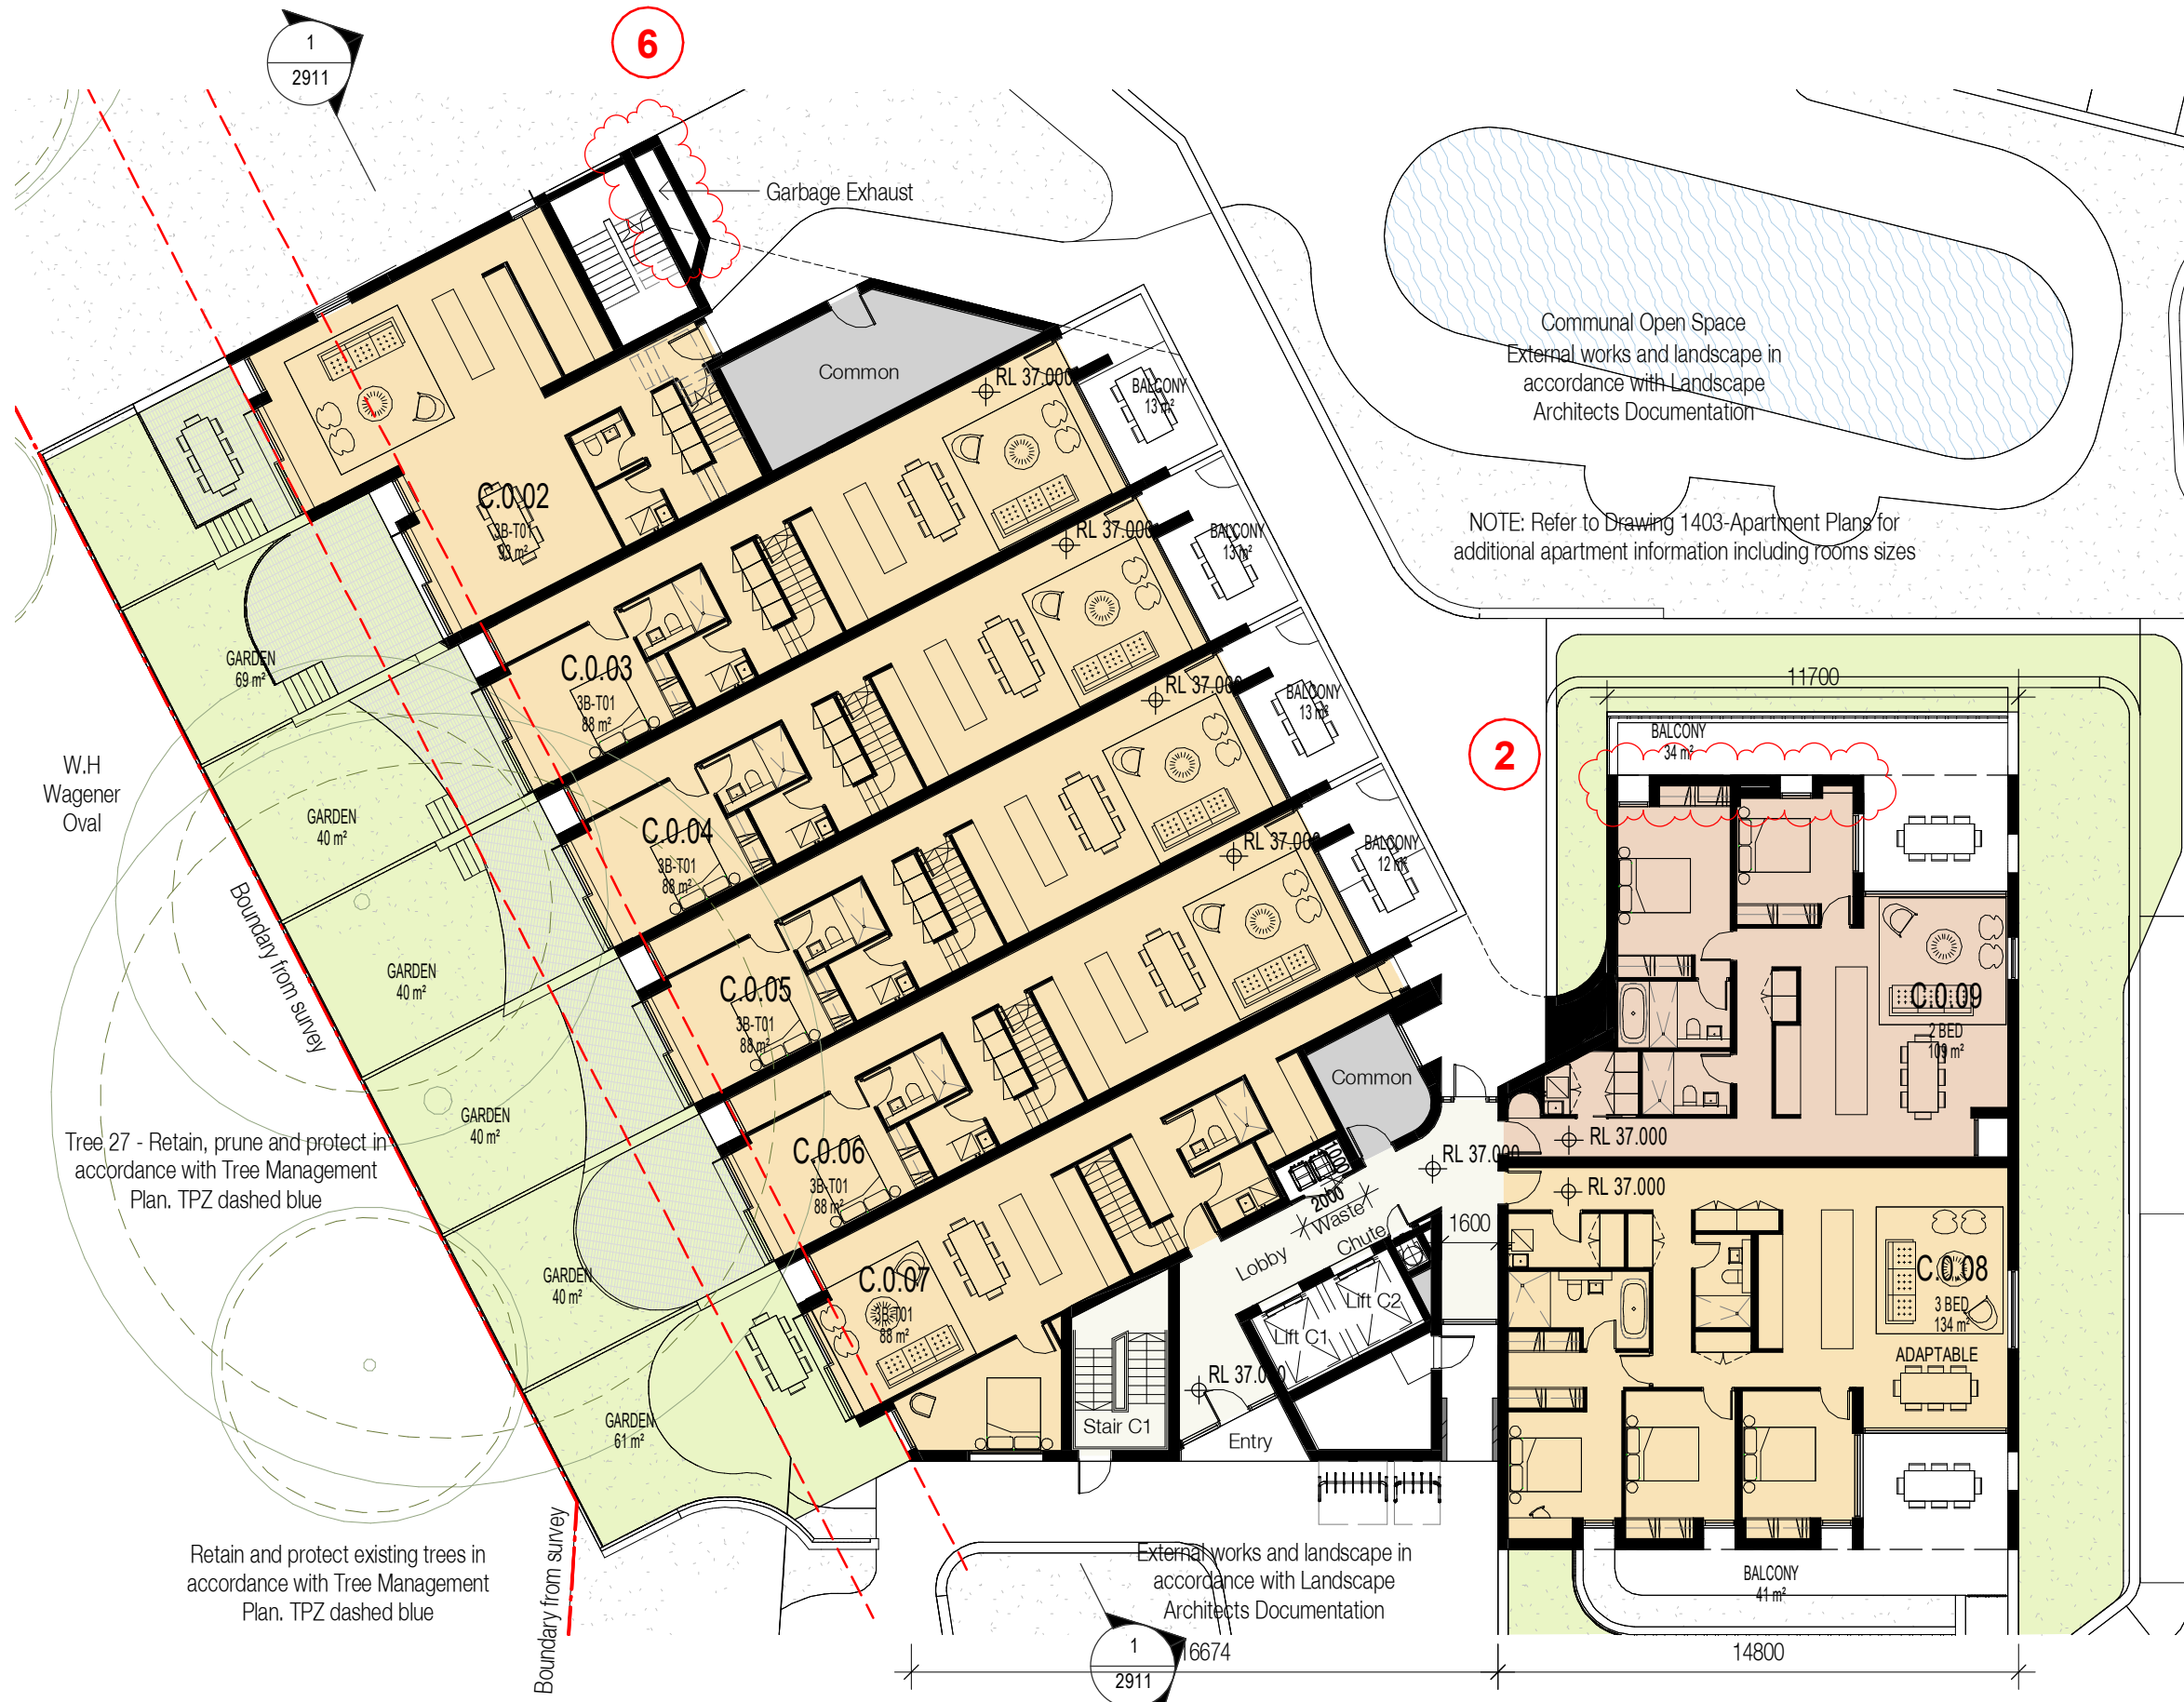 1
2911
6
Garbage Exhaust
Common
RL 37.000
BALCONY
13 m²
Communal Open Space
External works and landscape in
accordance with Landscape
Architects Documentation
C.0.02
3B-T01
93 m²
RL 37.000
BALCONY
13 m²
NOTE: Refer to Drawing 1403-Apartment Plans for
additional apartment information including rooms sizes
GARDEN
69 m²
C.0.03
3B-T01
88 m²
RL 37.000
BALCONY
13 m²
11700
2
BALCONY
34 m²
W.H
Wagener
Oval
GARDEN
40 m²
C.0.04
3B-T01
88 m²
RL 37.000
BALCONY
12 m²
Boundary from survey
GARDEN
40 m²
C.0.05
3B-T01
88 m²
C.0.09
2 BED
109 m²
Common
GARDEN
40 m²
Tree 27 - Retain, prune and protect in
accordance with Tree Management
Plan. TPZ dashed blue
C.0.06
3B-T01
88 m²
RL 37.000
RL 37.000
RL 37.000
1000
2000
Waste
Chute
1600
Lobby
GARDEN
40 m²
C.0.07
3B-T01
88 m²
Lift C2
Lift C1
C.0.08
3 BED
134 m²
ADAPTABLE
RL 37.000
GARDEN
61 m²
Stair C1
Entry
Retain and protect existing trees in
accordance with Tree Management
Plan. TPZ dashed blue
Boundary from survey
External works and landscape in
accordance with Landscape
Architects Documentation
BALCONY
41 m²
1
2911
16674
14800